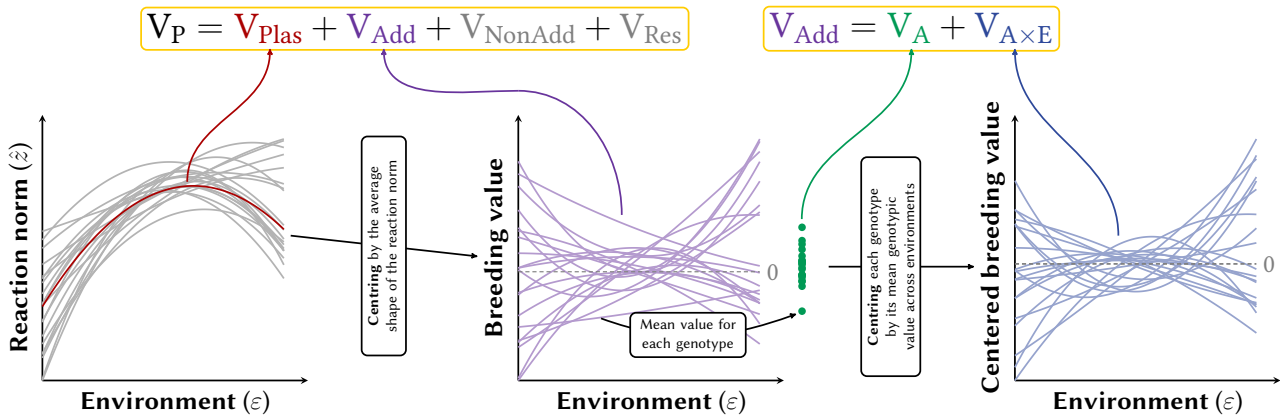 V_P = V_Plas + V_Add + V_NonAdd + V_Res
V_Add = V_A + V_A×E
Reaction norm (ẑ)
Environment (ε)
Centring by the average
shape of the reaction norm
Breeding value
0
Environment (ε)
Mean value for
each genotype
Centring each genotype
by its mean genotypic
value across environments
Centered breeding value
0
Environment (ε)